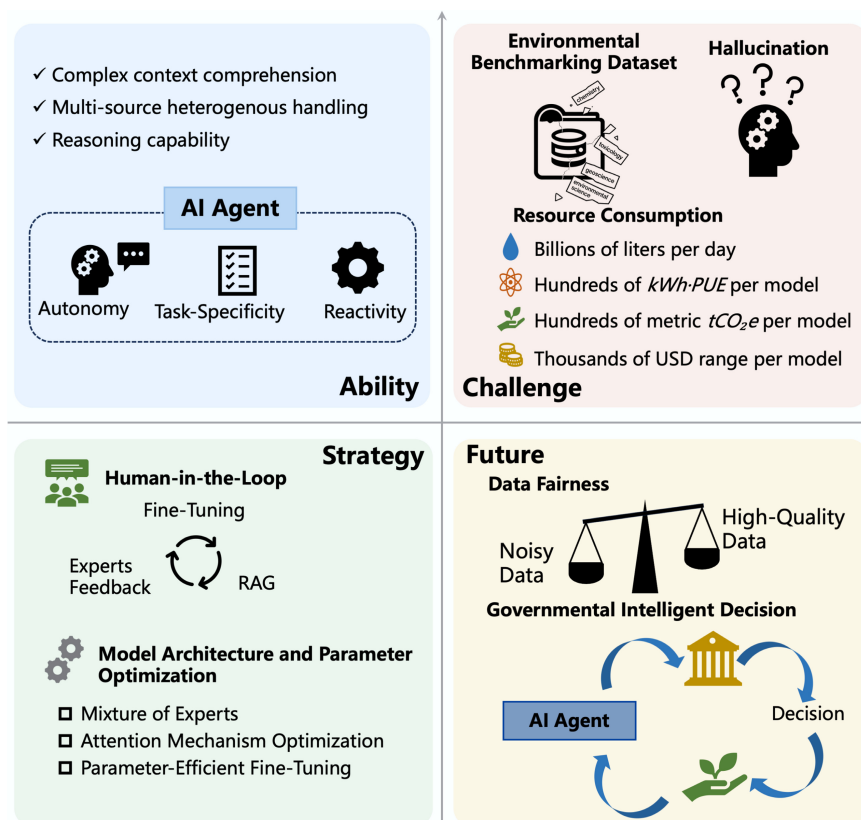 ✓ Complex context comprehension
✓ Multi-source heterogenous handling
✓ Reasoning capability
AI Agent
Autonomy
Task-Specificity
Reactivity
Ability
Environmental
Benchmarking Dataset
chemistry
toxicology
geoscience
environmental
science
Hallucination
? ? ?
Resource Consumption
Billions of liters per day
Hundreds of kWh·PUE per model
Hundreds of metric tCO₂e per model
Thousands of USD range per model
Challenge
Strategy
Human-in-the-Loop
Fine-Tuning
Experts
Feedback
RAG
Model Architecture and Parameter
Optimization
Mixture of Experts
Attention Mechanism Optimization
Parameter-Efficient Fine-Tuning
Future
Data Fairness
Noisy
Data
High-Quality
Data
Governmental Intelligent Decision
AI Agent
Decision